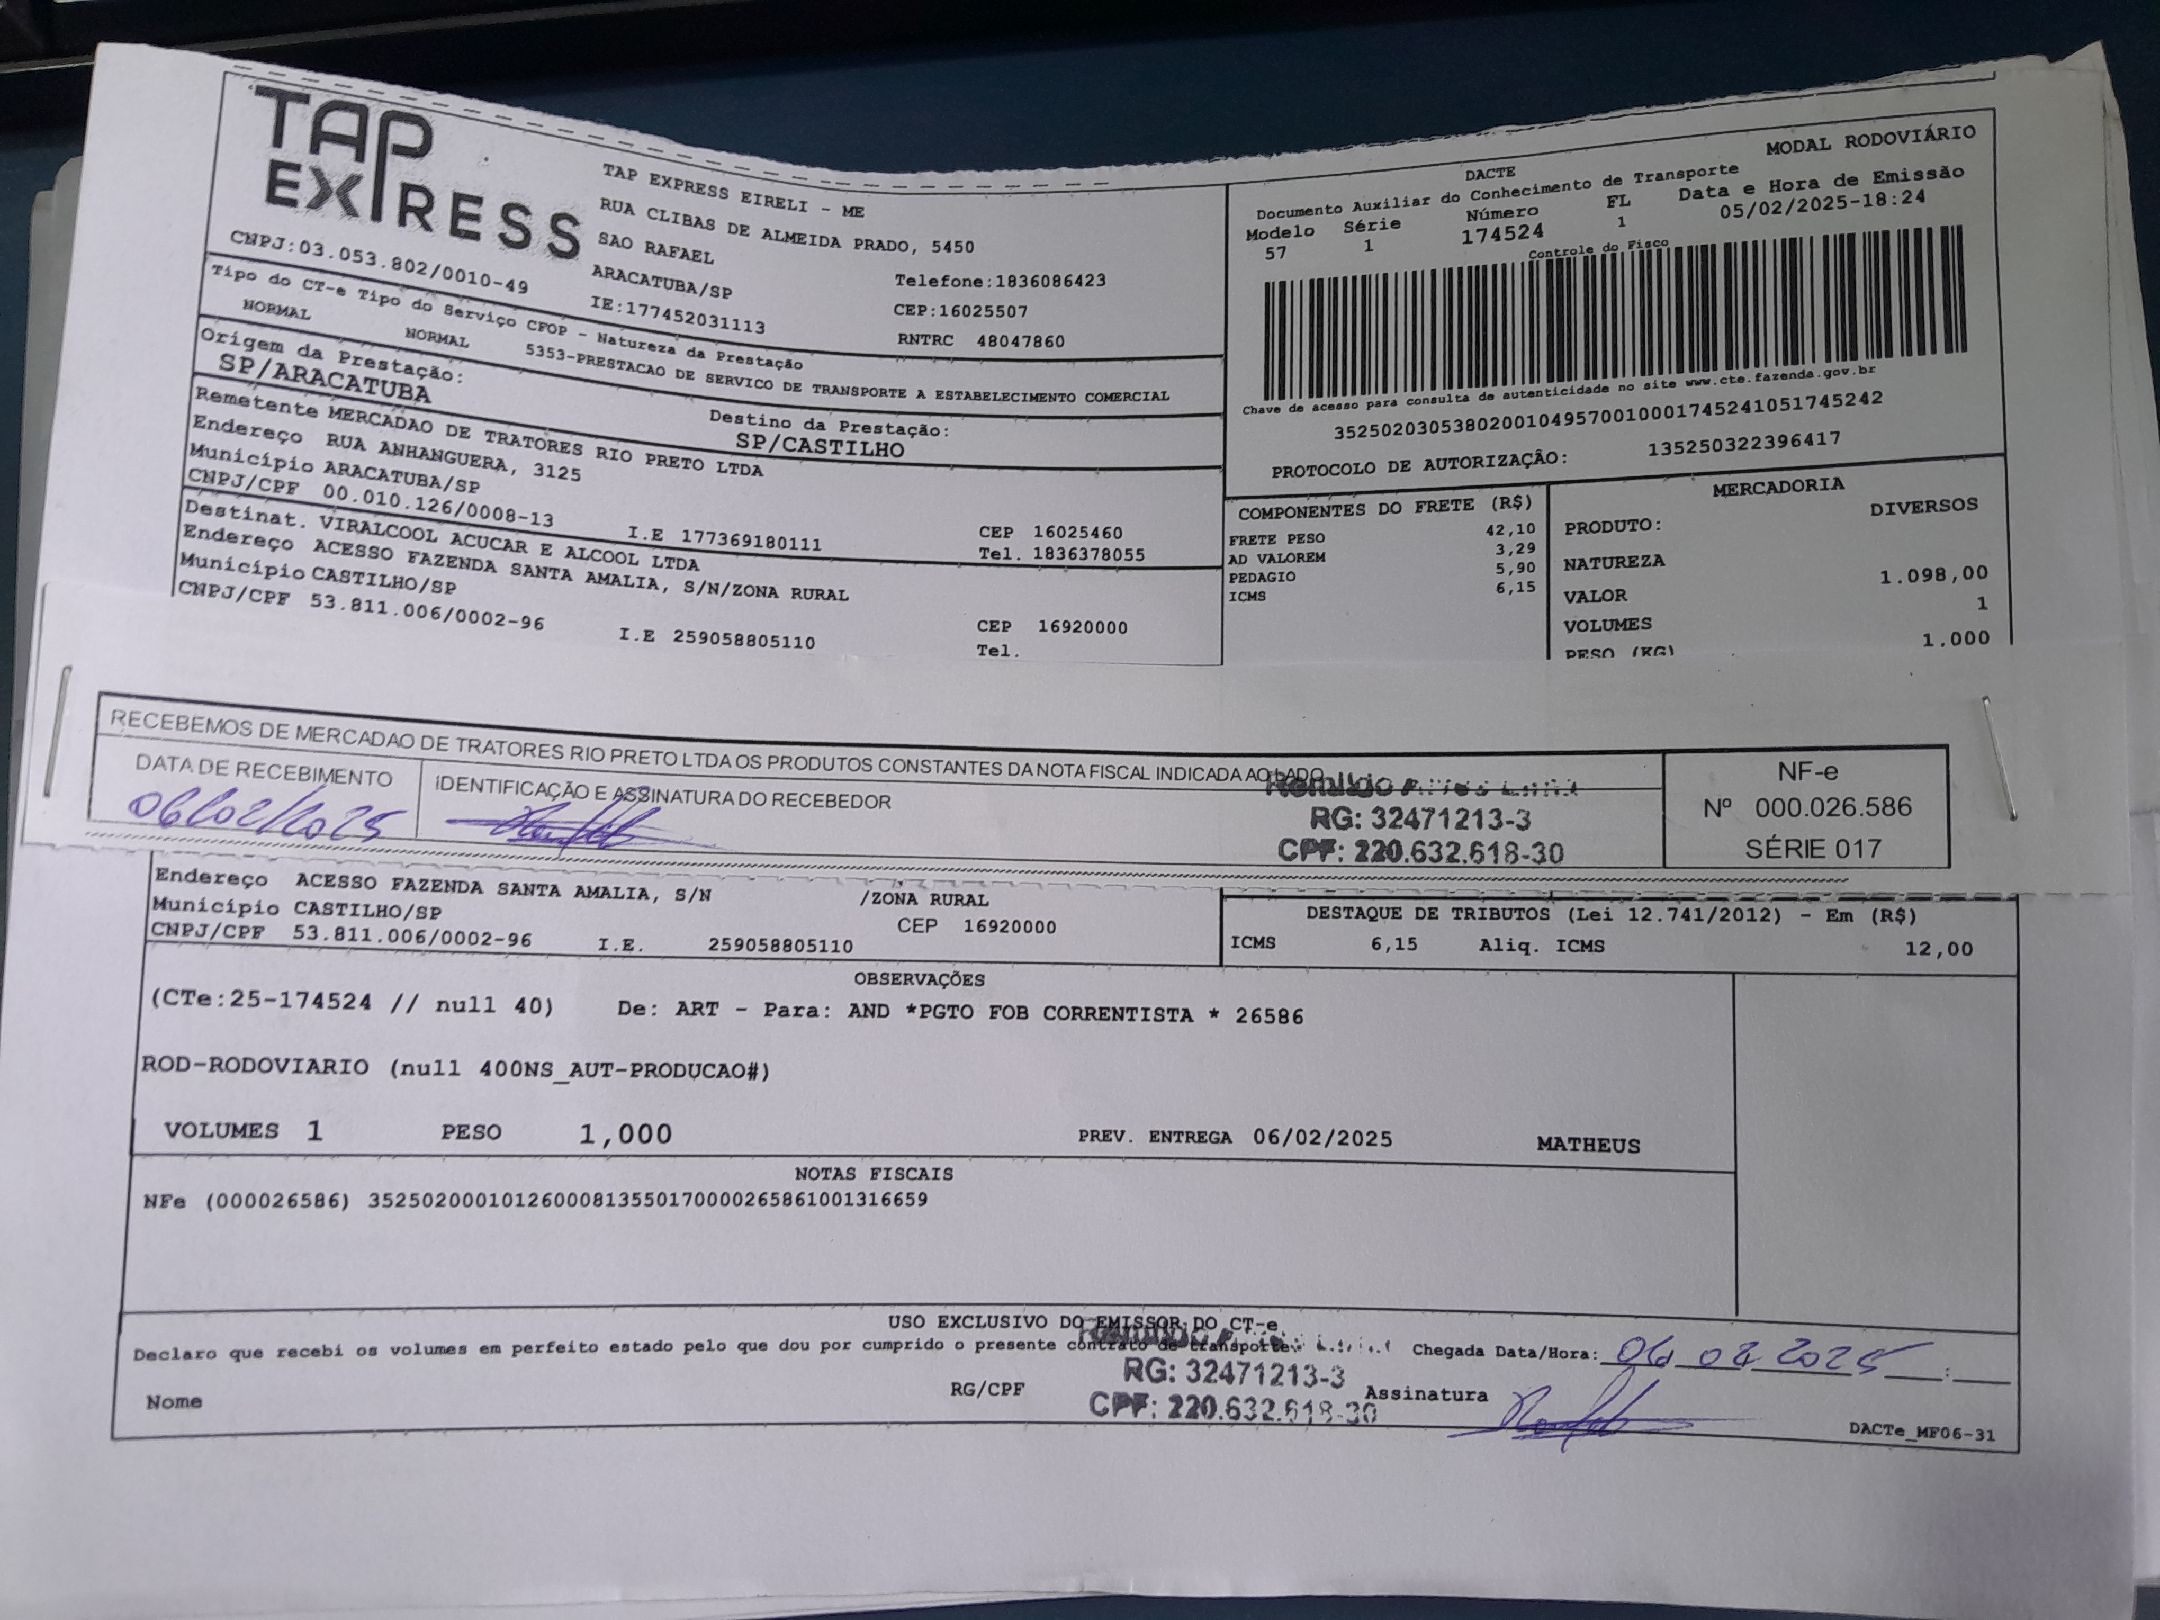 TAP
EXPRESS
CNPJ:03.053.802/0010-49
TAP EXPRESS EIRELI - ME
RUA CLIBAS DE ALMEIDA PRADO, 5450
SAO RAFAEL
ARACATUBA/SP
IE:177452031113
Telefone:1836086423
CEP:16025507
RNTRC 48047860
DACTE
MODAL RODOVIÁRIO
Documento Auxiliar do Conhecimento de Transporte
Modelo Série Número FL Data e Hora de Emissão
57 1 174524 1 05/02/2025-18:24
Controle do Fisco
Chave de acesso para consulta de autenticidade no site www.cte.fazenda.gov.br
35250203053802001049570010001745241051745242
PROTOCOLO DE AUTORIZAÇÃO: 135250322396417
Tipo do CT-e Tipo do Serviço CFOP - Natureza da Prestação
NORMAL NORMAL 5353-PRESTACAO DE SERVICO DE TRANSPORTE A ESTABELECIMENTO COMERCIAL
Origem da Prestação: Destino da Prestação:
SP/ARACATUBA SP/CASTILHO
Remetente MERCADAO DE TRATORES RIO PRETO LTDA
Endereço RUA ANHANGUERA, 3125
Município ARACATUBA/SP CEP 16025460
CNPJ/CPF 00.010.126/0008-13 I.E 177369180111 Tel. 1836378055
Destinat. VIRALCOOL ACUCAR E ALCOOL LTDA
Endereço ACESSO FAZENDA SANTA AMALIA, S/N/ZONA RURAL
Município CASTILHO/SP CEP 16920000
CNPJ/CPF 53.811.006/0002-96 I.E 259058805110 Tel.
COMPONENTES DO FRETE (R$)
FRETE PESO 42,10
AD VALOREM 3,29
PEDAGIO 5,90
ICMS 6,15
MERCADORIA
PRODUTO: DIVERSOS
NATUREZA
VALOR 1.098,00
VOLUMES 1
PESO (KG) 1.000
RECEBEMOS DE MERCADAO DE TRATORES RIO PRETO LTDA OS PRODUTOS CONSTANTES DA NOTA FISCAL INDICADA AO LADO
DATA DE RECEBIMENTO IDENTIFICAÇÃO E ASSINATURA DO RECEBEDOR
06/02/2025
RG: 32471213-3
CPF: 220.632.618-30
NF-e
Nº 000.026.586
SÉRIE 017
Endereço ACESSO FAZENDA SANTA AMALIA, S/N /ZONA RURAL
Município CASTILHO/SP CEP 16920000
CNPJ/CPF 53.811.006/0002-96 I.E. 259058805110
DESTAQUE DE TRIBUTOS (Lei 12.741/2012) - Em (R$)
ICMS 6,15 Aliq. ICMS 12,00
OBSERVAÇÕES
(CTe:25-174524 // null 40) De: ART - Para: AND *PGTO FOB CORRENTISTA * 26586
ROD-RODOVIARIO (null 400NS_AUT-PRODUCAO#)
VOLUMES 1 PESO 1,000 PREV. ENTREGA 06/02/2025 MATHEUS
NOTAS FISCAIS
NFe (000026586) 35250200010126000813550170000265861001316659
USO EXCLUSIVO DO EMISSOR DO CT-e
Declaro que recebi os volumes em perfeito estado pelo que dou por cumprido o presente contrato de transporte. Chegada Data/Hora: 06 02 2025 :
RG: 32471213-3
CPF: 220.632.618-30
Nome RG/CPF Assinatura
DACTe_MF06-31